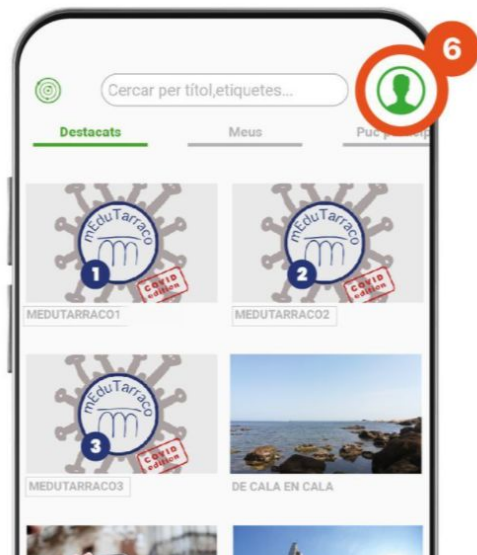 6
Cercar per títol,etiquetes...
Destacats
Meus
Puc
mEduTarraco
1
COVID
edition
MEDUTARRACO1
mEduTarraco
2
COVID
edition
MEDUTARRACO2
mEduTarraco
3
COVID
edition
MEDUTARRACO3
DE CALA EN CALA